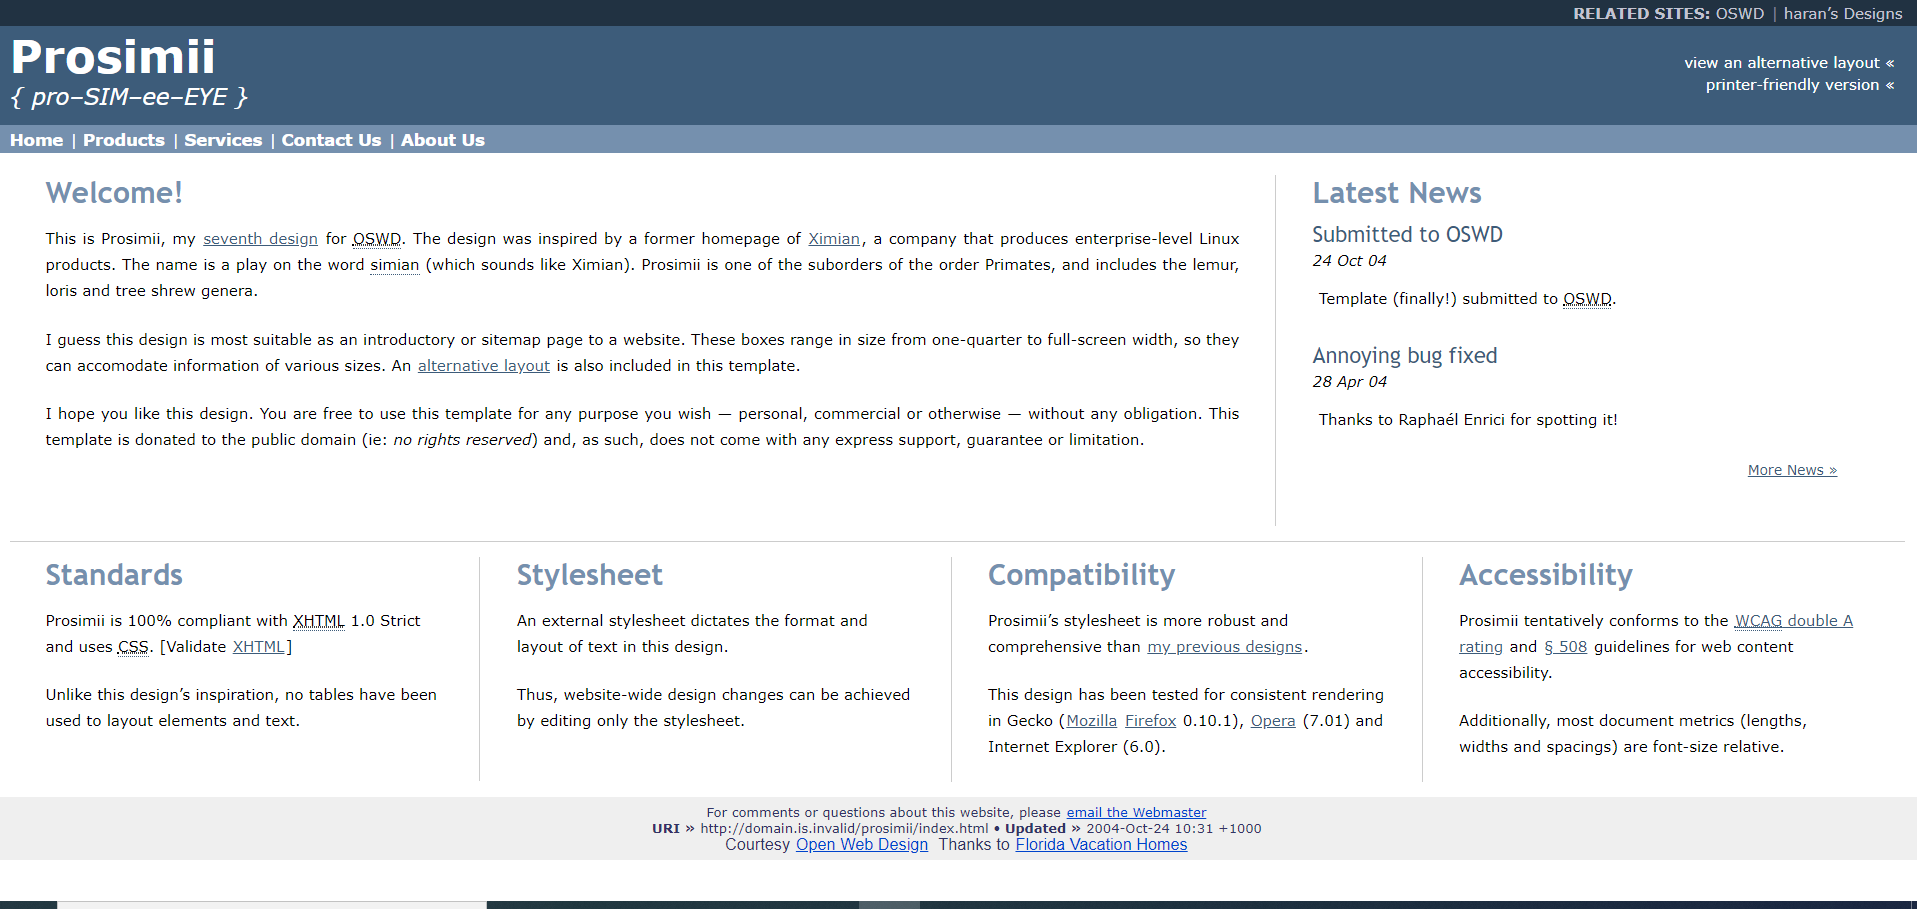 RELATED SITES: OSWD | haran’s Designs
Prosimii
{ pro–SIM–ee–EYE }
view an alternative layout «
printer-friendly version «
Home | Products | Services | Contact Us | About Us
Welcome!
This is Prosimii, my seventh design for OSWD. The design was inspired by a former homepage of Ximian, a company that produces enterprise-level Linux
products. The name is a play on the word simian (which sounds like Ximian). Prosimii is one of the suborders of the order Primates, and includes the lemur,
loris and tree shrew genera.
I guess this design is most suitable as an introductory or sitemap page to a website. These boxes range in size from one-quarter to full-screen width, so they
can accomodate information of various sizes. An alternative layout is also included in this template.
I hope you like this design. You are free to use this template for any purpose you wish — personal, commercial or otherwise — without any obligation. This
template is donated to the public domain (ie: no rights reserved) and, as such, does not come with any express support, guarantee or limitation.
Latest News
Submitted to OSWD
24 Oct 04
Template (finally!) submitted to OSWD.
Annoying bug fixed
28 Apr 04
Thanks to Raphaél Enrici for spotting it!
More News »
Standards
Prosimii is 100% compliant with XHTML 1.0 Strict
and uses CSS. [Validate XHTML]
Unlike this design’s inspiration, no tables have been
used to layout elements and text.
Stylesheet
An external stylesheet dictates the format and
layout of text in this design.
Thus, website-wide design changes can be achieved
by editing only the stylesheet.
Compatibility
Prosimii’s stylesheet is more robust and
comprehensive than my previous designs.
This design has been tested for consistent rendering
in Gecko (Mozilla Firefox 0.10.1), Opera (7.01) and
Internet Explorer (6.0).
Accessibility
Prosimii tentatively conforms to the WCAG double A
rating and § 508 guidelines for web content
accessibility.
Additionally, most document metrics (lengths,
widths and spacings) are font-size relative.
For comments or questions about this website, please email the Webmaster
URI » http://domain.is.invalid/prosimii/index.html • Updated » 2004-Oct-24 10:31 +1000
Courtesy Open Web Design Thanks to Florida Vacation Homes